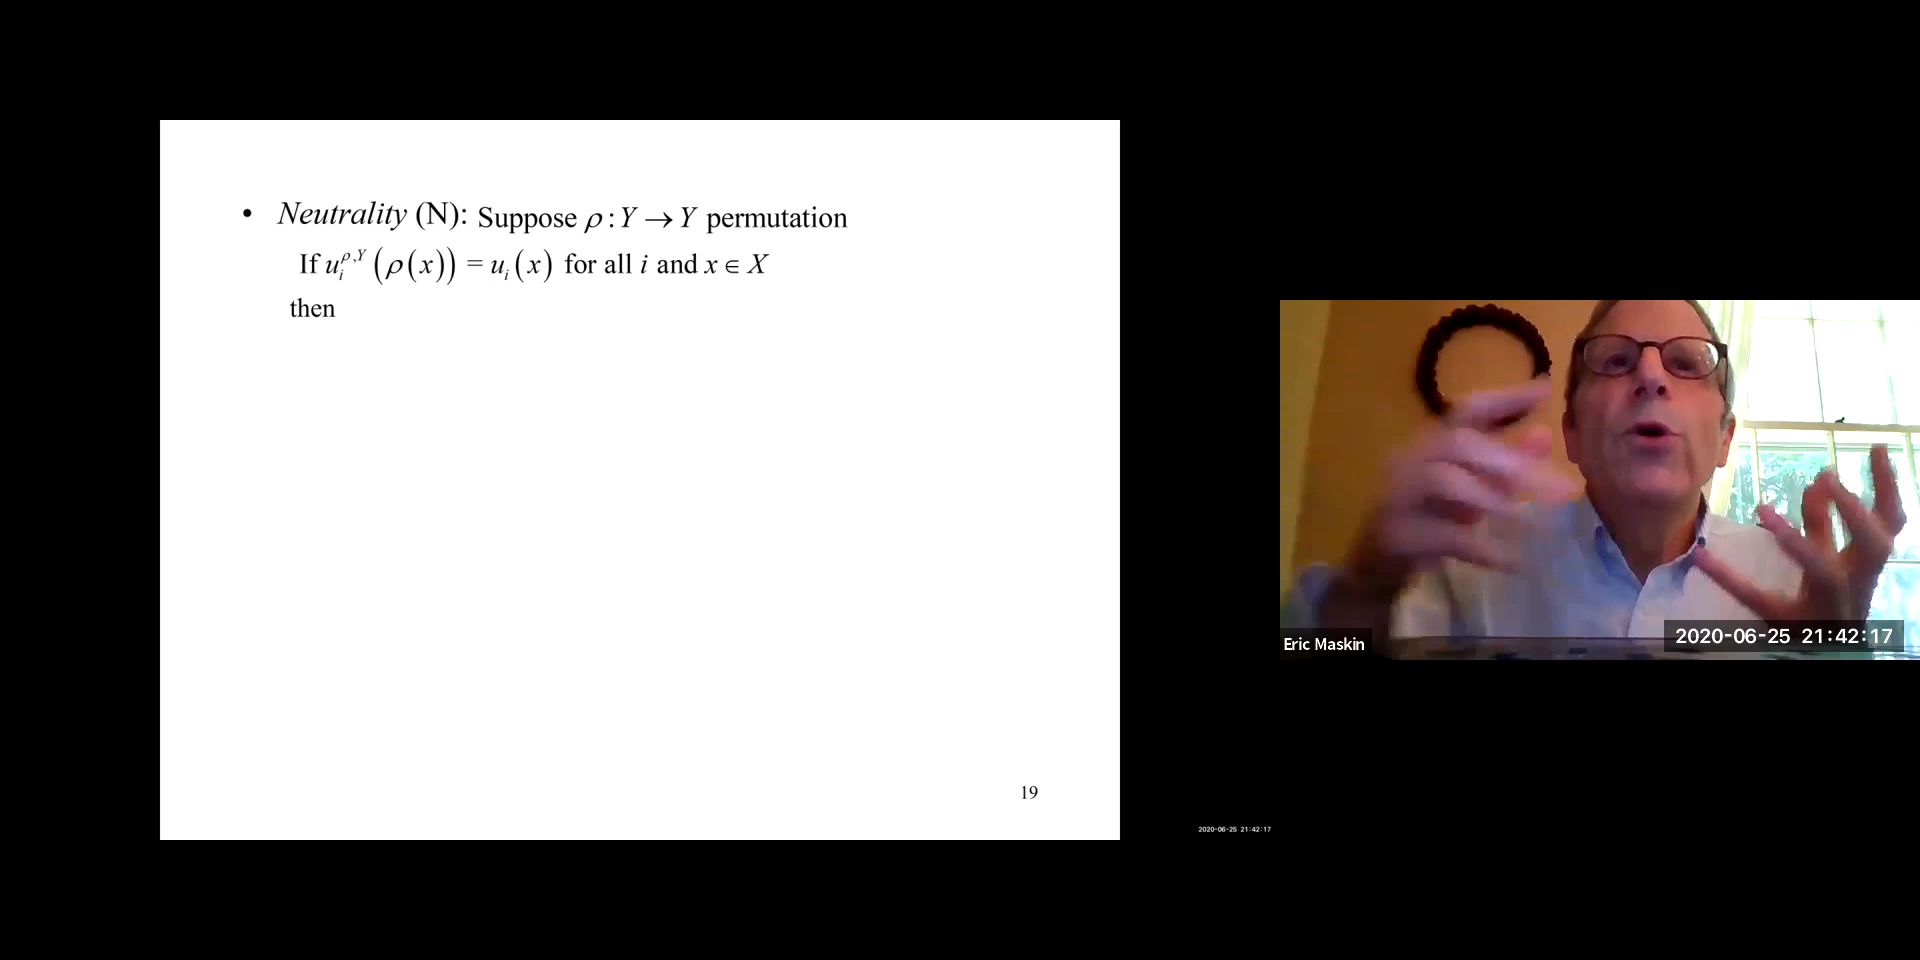 • Neutrality (N): Suppose ρ : Y → Y permutation
If u_i^{ρ,Y} (ρ(x)) = u_i (x) for all i and x ∈ X
then
19
Eric Maskin
2020-06-25 21:42:17
2020-06-25 21:42:17